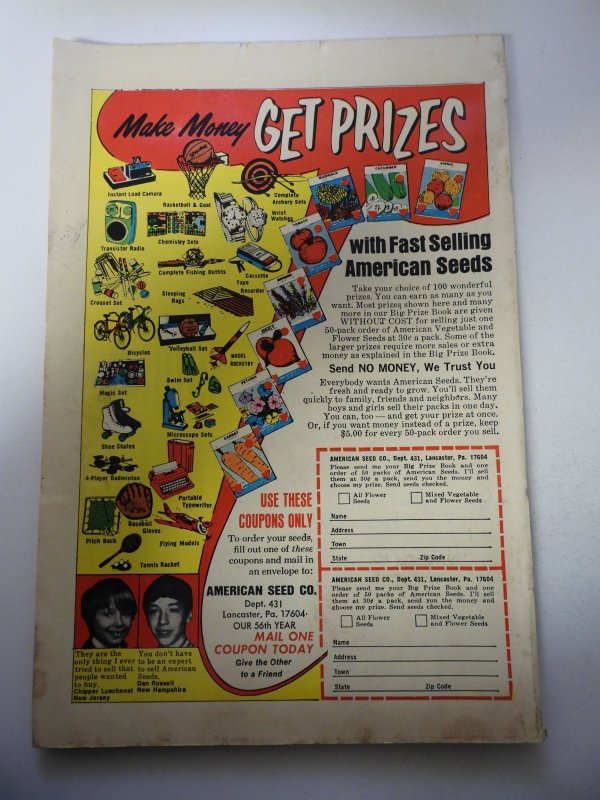 Make Money GET PRIZES
SPALDING
Instant Load Camera
Basketball & Goal
Complete
Archery Sets
Wrist
Watches
Transistor Radio
Chemistry Sets
Complete Fishing Outfits
Cassette
Tape
Recorder
Croquet Set
Sleeping
Bags
Bicycles
Volleyball Set
MODEL
ROCKETRY
Swim Set
Magic Set
Microscope Sets
Shoe Skates
4-Player Badminton
Portable
Typewriter
Baseball
Gloves
Pitch Back
Flying Models
Tennis Racket
CUCUMBER
ZINNIA
TOMATO
BEET
PETUNIA
CARROT
with Fast Selling
American Seeds
Take your choice of 100 wonderful
prizes. You can earn as many as you
want. Most prizes shown here and many
more in our Big Prize Book are given
WITHOUT COST for selling just one
50-pack order of American Vegetable and
Flower Seeds at 30¢ a pack. Some of the
larger prizes require more sales or extra
money as explained in the Big Prize Book.
Send NO MONEY, We Trust You
Everybody wants American Seeds. They're
fresh and ready to grow. You'll sell them
quickly to family, friends and neighbors. Many
boys and girls sell their packs in one day.
You can, too — and get your prize at once.
Or, if you want money instead of a prize, keep
$5.00 for every 50-pack order you sell.
USE THESE
COUPONS ONLY
To order your seeds,
fill out one of these
coupons and mail in
an envelope to:
AMERICAN SEED CO.
Dept. 431
Lancaster, Pa. 17604
OUR 56th YEAR
MAIL ONE
COUPON TODAY
Give the Other
to a Friend
AMERICAN SEED CO., Dept. 431, Lancaster, Pa. 17604
Please send me your Big Prize Book and one
order of 50 packs of American Seeds. I'll sell
them at 30¢ a pack, send you the money and
choose my prize. Send seeds checked.
All Flower
Seeds
Mixed Vegetable
and Flower Seeds
Name
Address
Town
State Zip Code
AMERICAN SEED CO., Dept. 431, Lancaster, Pa. 17604
Please send me your Big Prize Book and one
order of 50 packs of American Seeds. I'll sell
them at 30¢ a pack, send you the money and
choose my prize. Send seeds checked.
All Flower
Seeds
Mixed Vegetable
and Flower Seeds
Name
Address
Town
State Zip Code
They are the
only thing I ever
tried to sell that
people wanted
to buy.
Chipper Luschenat
New Jersey
You don't have
to be an expert
to sell American
Seeds.
Dan Russell
New Hampshire